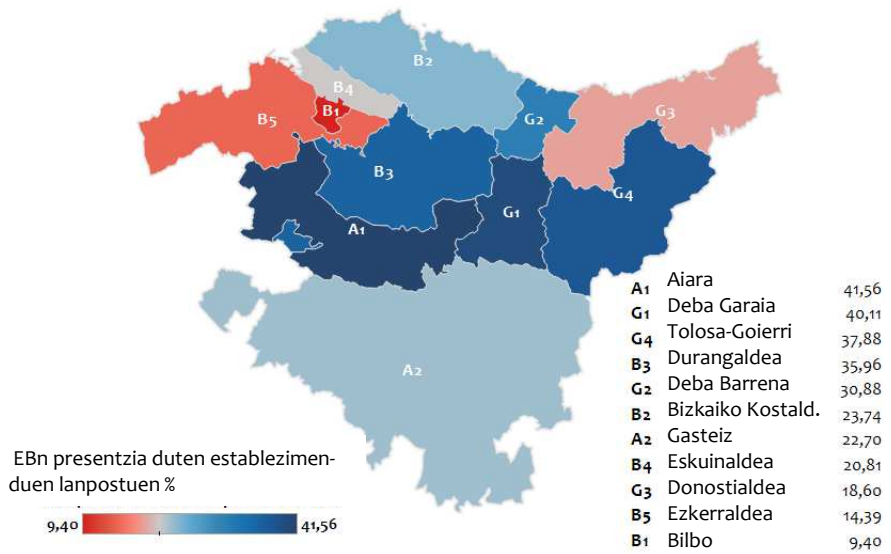 B2
B4
B1
B5
G3
G2
B3
G4
G1
A1
A2
A1 Aiara 41,56
G1 Deba Garaia 40,11
G4 Tolosa-Goierri 37,88
B3 Durangaldea 35,96
G2 Deba Barrena 30,88
B2 Bizkaiko Kostald. 23,74
A2 Gasteiz 22,70
B4 Eskuinaldea 20,81
G3 Donostialdea 18,60
B5 Ezkerraldea 14,39
B1 Bilbo 9,40
EBn presentzia duten establezimen-
duen lanpostuen %
9,40 41,56